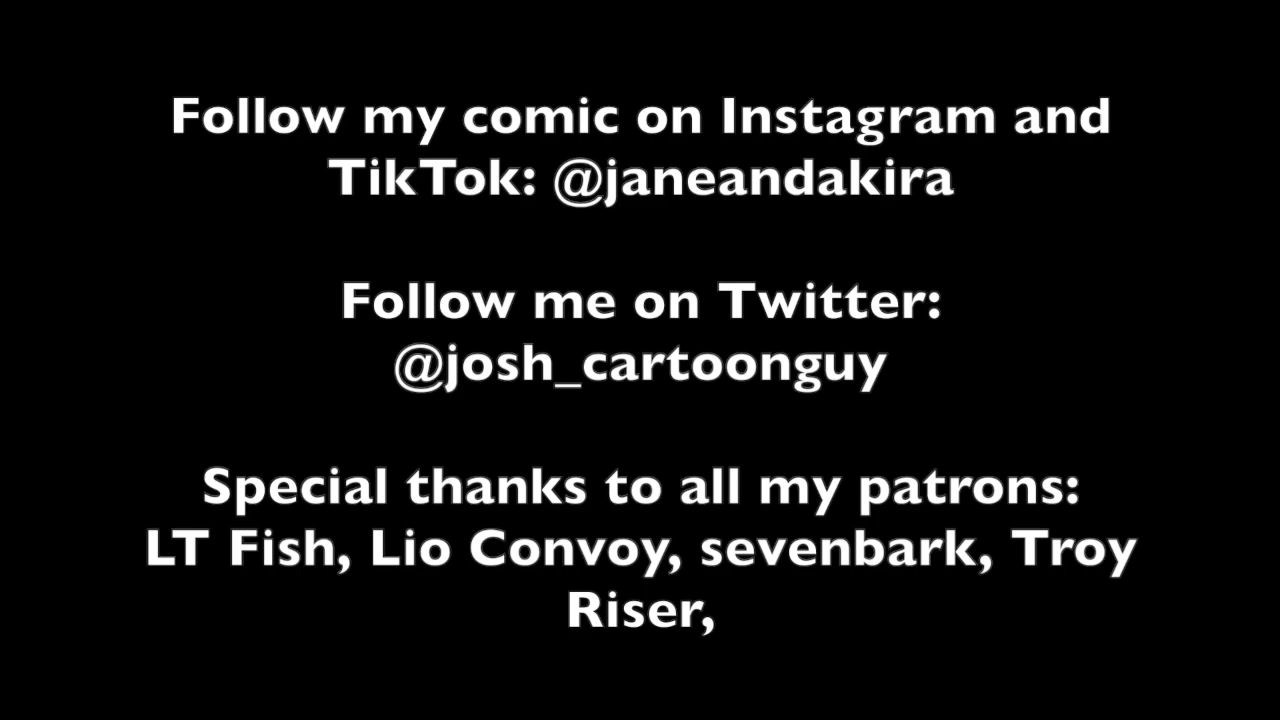 Follow my comic on Instagram and
TikTok: @janeandakira
Follow me on Twitter:
@josh_cartoonguy
Special thanks to all my patrons:
LT Fish, Lio Convoy, sevenbark, Troy
Riser,